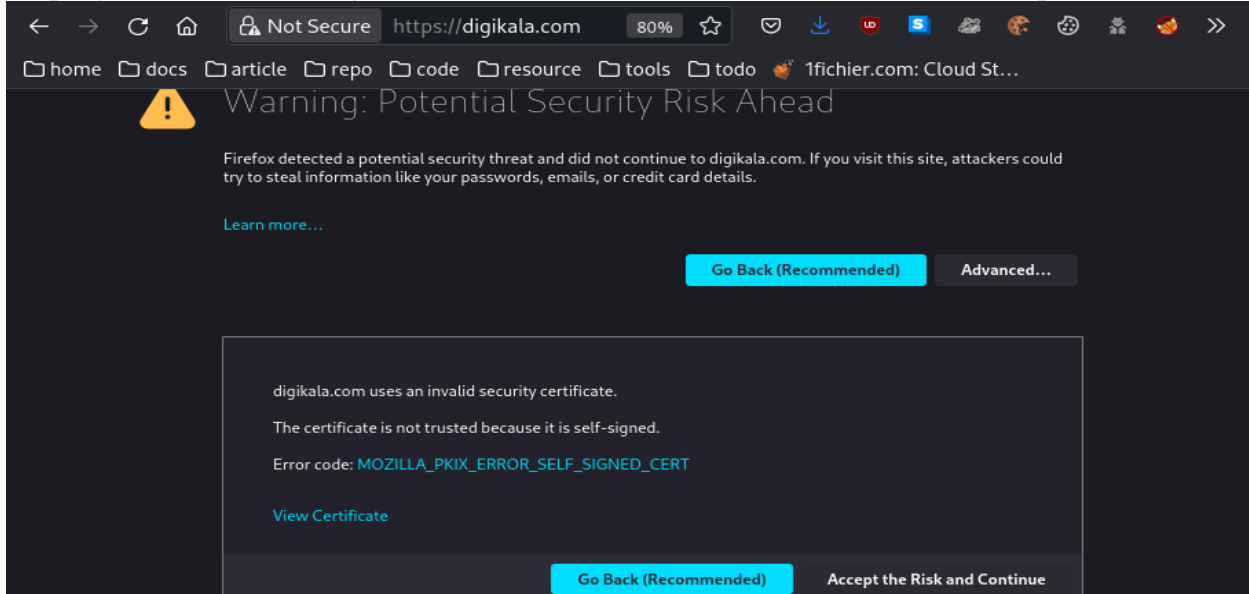 Not Secure https://digikala.com 80%
home docs article repo code resource tools todo 1fichier.com: Cloud St...
Warning: Potential Security Risk Ahead
Firefox detected a potential security threat and did not continue to digikala.com. If you visit this site, attackers could
try to steal information like your passwords, emails, or credit card details.
Learn more...
Go Back (Recommended) Advanced...
digikala.com uses an invalid security certificate.
The certificate is not trusted because it is self-signed.
Error code: MOZILLA_PKIX_ERROR_SELF_SIGNED_CERT
View Certificate
Go Back (Recommended) Accept the Risk and Continue